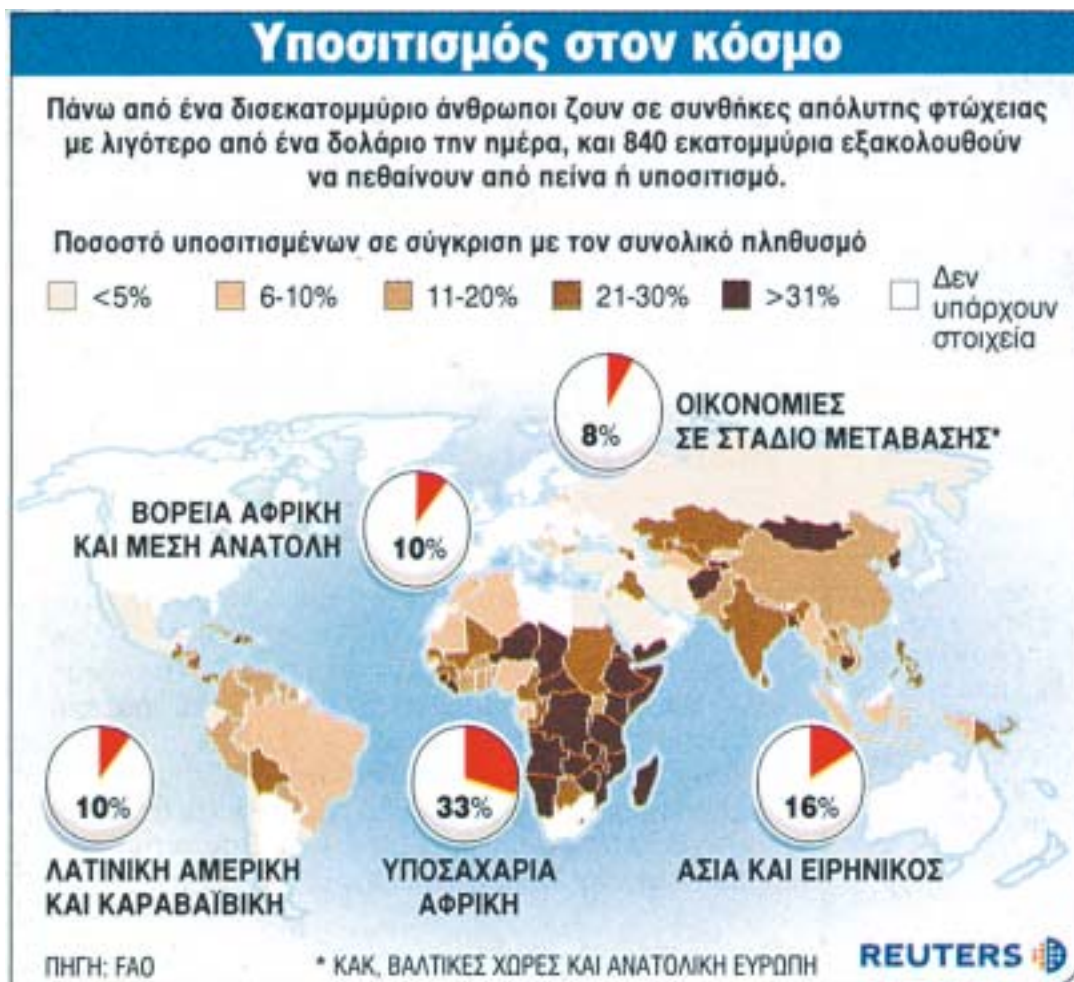 Υποσιτισμός στον κόσμο
Πάνω από ένα δισεκατομμύριο άνθρωποι ζουν σε συνθήκες απόλυτης φτώχειας
με λιγότερο από ένα δολάριο την ημέρα, και 840 εκατομμύρια εξακολουθούν
να πεθαίνουν από πείνα ή υποσιτισμό.
Ποσοστό υποσιτισμένων σε σύγκριση με τον συνολικό πληθυσμό
<5% 6-10% 11-20% 21-30% >31% Δεν
υπάρχουν
στοιχεία
8%
ΟΙΚΟΝΟΜΙΕΣ
ΣΕ ΣΤΑΔΙΟ ΜΕΤΑΒΑΣΗΣ*
ΒΟΡΕΙΑ ΑΦΡΙΚΗ
ΚΑΙ ΜΕΣΗ ΑΝΑΤΟΛΗ
10%
10%
ΛΑΤΙΝΙΚΗ ΑΜΕΡΙΚΗ
ΚΑΙ ΚΑΡΑΒΑΪΒΙΚΗ
33%
ΥΠΟΣΑΧΑΡΙΑ
ΑΦΡΙΚΗ
16%
ΑΣΙΑ ΚΑΙ ΕΙΡΗΝΙΚΟΣ
ΠΗΓΗ: FAO
* ΚΑΚ, ΒΑΛΤΙΚΕΣ ΧΩΡΕΣ ΚΑΙ ΑΝΑΤΟΛΙΚΗ ΕΥΡΩΠΗ
REUTERS